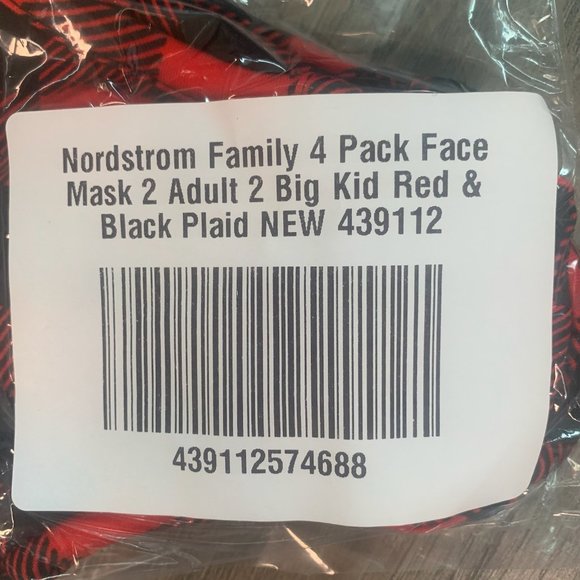 Nordstrom Family 4 Pack Face
Mask 2 Adult 2 Big Kid Red &
Black Plaid NEW 439112
439112574688